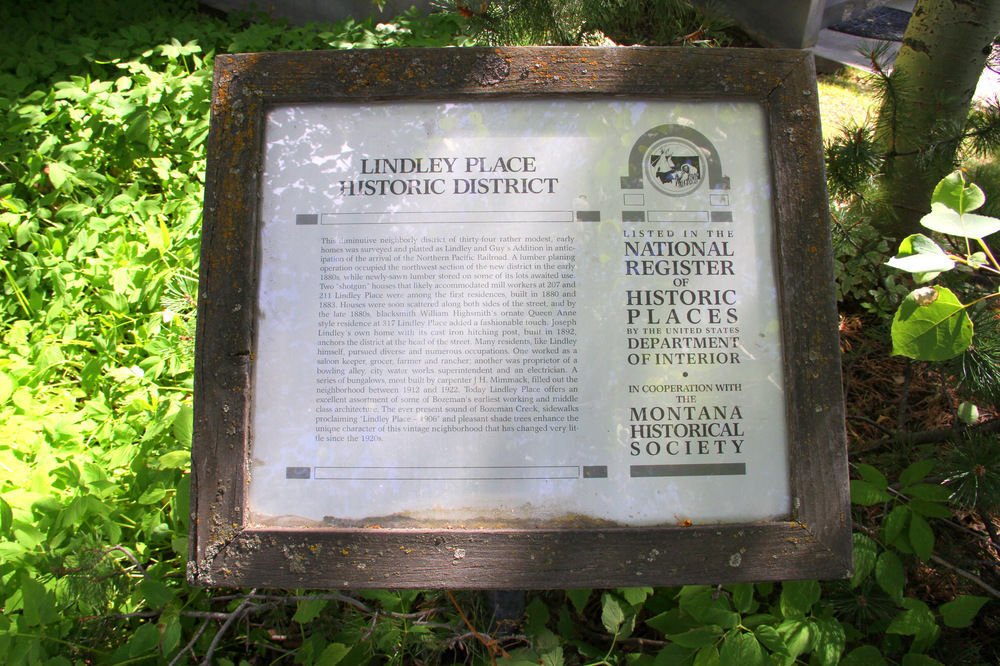 LINDLEY PLACE
HISTORIC DISTRICT
This diminutive neighborly district of thirty-four rather modest, early
homes was surveyed and platted as Lindley and Guy's Addition in antic-
ipation of the arrival of the Northern Pacific Railroad. A lumber planing
operation occupied the northwest section of the new district in the early
1880s, while newly-sawn lumber stored on some of its lots awaited use.
Two "shotgun" houses that likely accommodated mill workers at 207 and
211 Lindley Place were among the first residences, built in 1880 and
1883. Houses were soon scattered along both sides of the street, and by
the late 1880s, blacksmith William Highsmith's ornate Queen Anne
style residence at 317 Lindley Place added a fashionable touch. Joseph
Lindley's own home with its cast iron hitching post, built in 1892,
anchors the district at the head of the street. Many residents, like Lindley
himself, pursued diverse and numerous occupations. One worked as a
saloon keeper, grocer, farmer and rancher; another was proprietor of a
bowling alley, city water works superintendent and an electrician. A
series of bungalows, most built by carpenter J.H. Mimmack, filled out the
neighborhood between 1912 and 1922. Today Lindley Place offers an
excellent assortment of some of Bozeman's earliest working and middle
class architecture. The ever present sound of Bozeman Creek, sidewalks
proclaiming "Lindley Place – 1906" and pleasant shade trees enhance the
unique character of this vintage neighborhood that has changed very lit-
tle since the 1920s.
LISTED IN THE
NATIONAL
REGISTER
OF
HISTORIC
PLACES
BY THE UNITED STATES
DEPARTMENT
OF INTERIOR
•
IN COOPERATION WITH
THE
MONTANA
HISTORICAL
SOCIETY